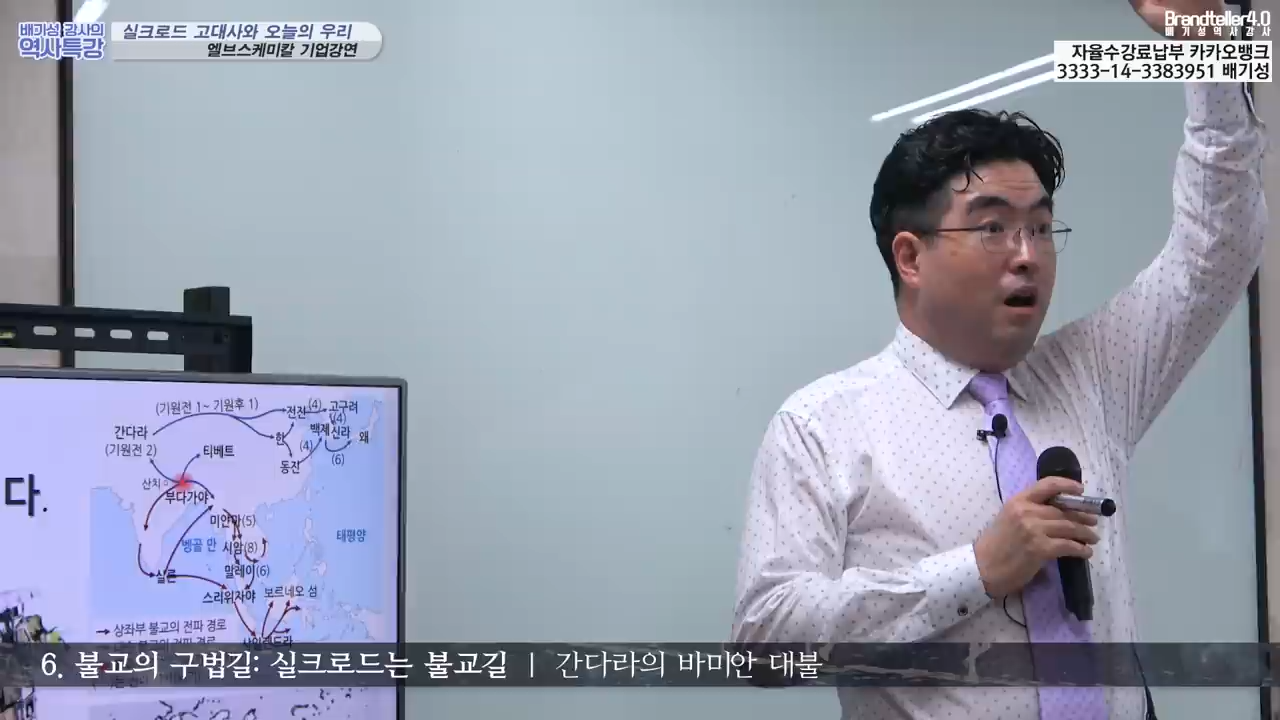 배기성 강사의
역사특강
실크로드 고대사와 오늘의 우리
엘브스케미칼 기업강연
Brandteller4.0
배기성역사강사
자율수강료납부 카카오뱅크
3333-14-3383951 배기성
다.
(기원전 1~ 기원후 1)
전진
(4)
고구려
(4)
간다라
한
백제
신라
왜
(기원전 2)
티베트
(4)
동진
(6)
산치
부다가야
미얀마(5)
태평양
벵골 만
시암(8)
말레이(6)
실론
스리위자야
보르네오 섬
사일렌드라
상좌부 불교의 전파 경로
6. 불교의 구법길: 실크로드는 불교길 | 간다라의 바미안 대불